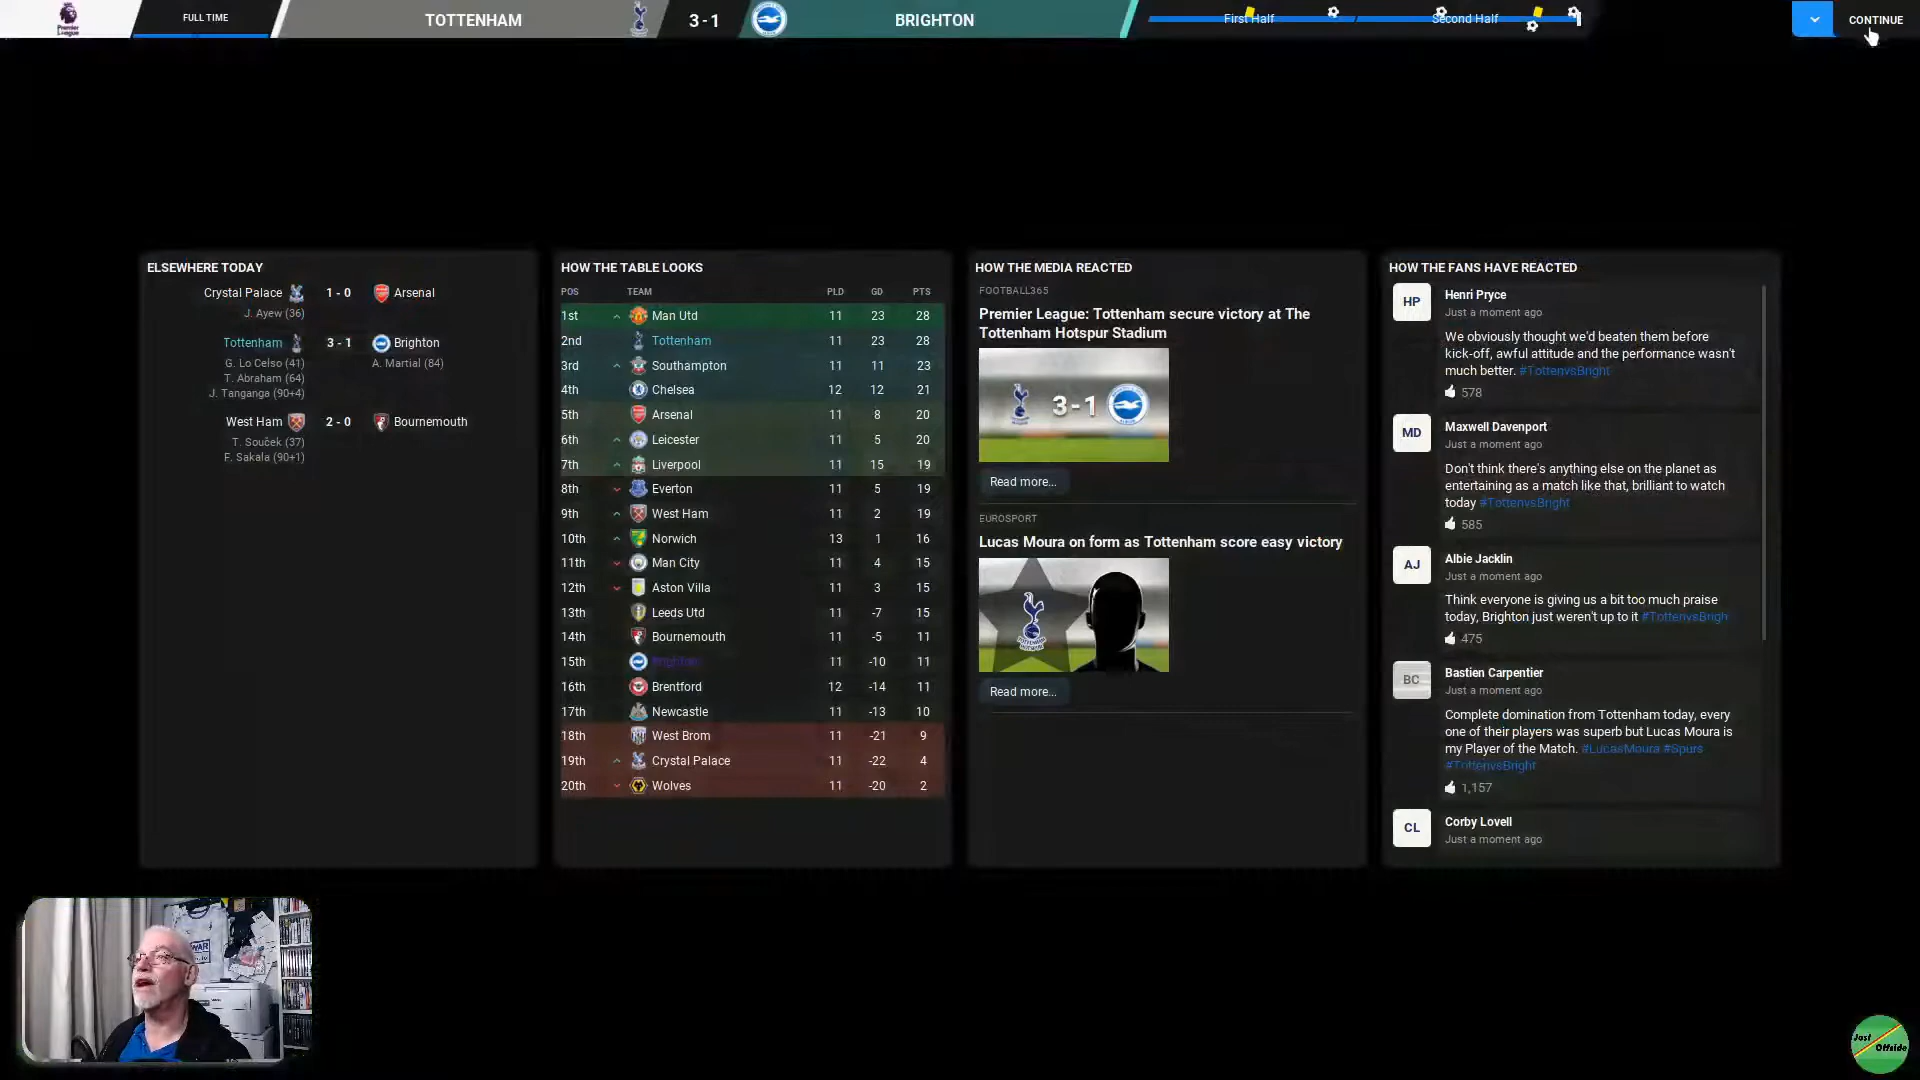 FULL TIME
TOTTENHAM
3 - 1
BRIGHTON
First Half
Second Half
CONTINUE
ELSEWHERE TODAY
Crystal Palace 1 - 0 Arsenal
J. Ayew (36)
Tottenham 3 - 1 Brighton
G. Lo Celso (41) A. Martial (84)
T. Abraham (64)
J. Tanganga (90+4)
West Ham 2 - 0 Bournemouth
T. Souček (37)
F. Sakala (90+1)
HOW THE TABLE LOOKS
POS TEAM PLD GD PTS
1st Man Utd 11 23 28
2nd Tottenham 11 23 28
3rd Southampton 11 11 23
4th Chelsea 12 12 21
5th Arsenal 11 8 20
6th Leicester 11 5 20
7th Liverpool 11 15 19
8th Everton 11 5 19
9th West Ham 11 2 19
10th Norwich 13 1 16
11th Man City 11 4 15
12th Aston Villa 11 3 15
13th Leeds Utd 11 -7 15
14th Bournemouth 11 -5 11
15th Brighton 11 -10 11
16th Brentford 12 -14 11
17th Newcastle 11 -13 10
18th West Brom 11 -21 9
19th Crystal Palace 11 -22 4
20th Wolves 11 -20 2
HOW THE MEDIA REACTED
FOOTBALL365
Premier League: Tottenham secure victory at The
Tottenham Hotspur Stadium
3-1
Read more...
EUROSPORT
Lucas Moura on form as Tottenham score easy victory
Read more...
HOW THE FANS HAVE REACTED
HP
Henri Pryce
Just a moment ago
We obviously thought we'd beaten them before
kick-off, awful attitude and the performance wasn't
much better. #TottenvsBright
578
MD
Maxwell Davenport
Just a moment ago
Don't think there's anything else on the planet as
entertaining as a match like that, brilliant to watch
today #TottenvsBright
585
AJ
Albie Jacklin
Just a moment ago
Think everyone is giving us a bit too much praise
today, Brighton just weren't up to it #TottenvsBrigh
475
BC
Bastien Carpentier
Just a moment ago
Complete domination from Tottenham today, every
one of their players was superb but Lucas Moura is
my Player of the Match. #LucasMoura #Spurs
#TottenvsBright
1,157
CL
Corby Lovell
Just a moment ago
Just
Offside